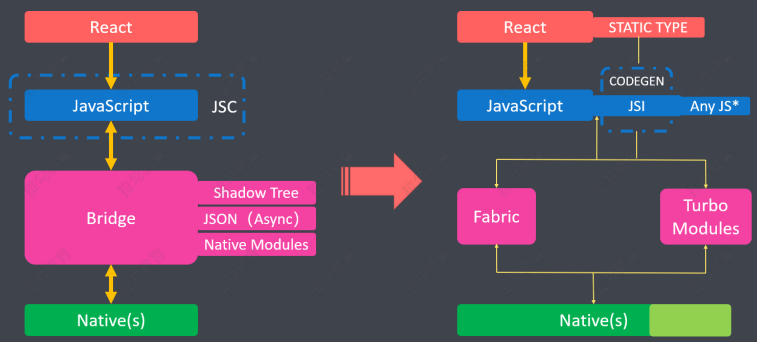 React
JavaScript
JSC
Bridge
Shadow Tree
JSON（Async）
Native Modules
Native(s)
React
STATIC TYPE
CODEGEN
JavaScript
JSI
Any JS*
Fabric
Turbo
Modules
Native(s)